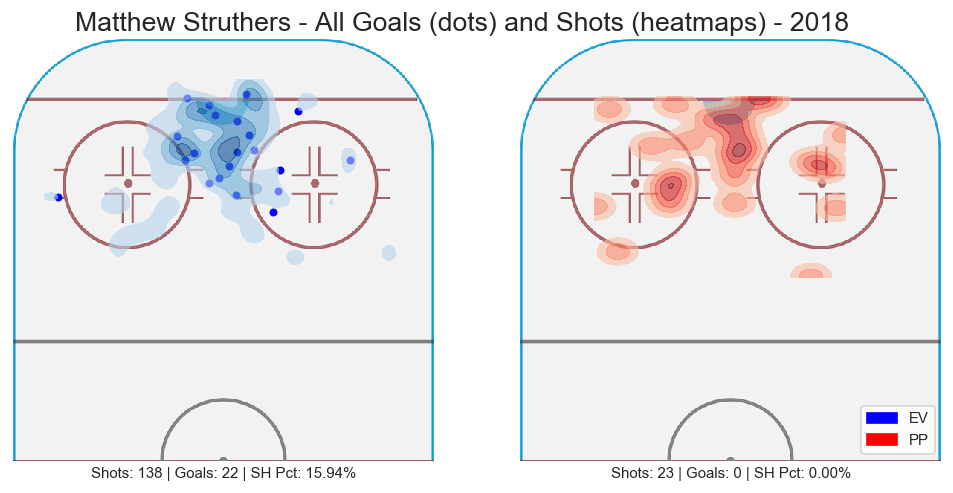 Matthew Struthers - All Goals (dots) and Shots (heatmaps) - 2018
EV
PP
Shots: 138 | Goals: 22 | SH Pct: 15.94%
Shots: 23 | Goals: 0 | SH Pct: 0.00%